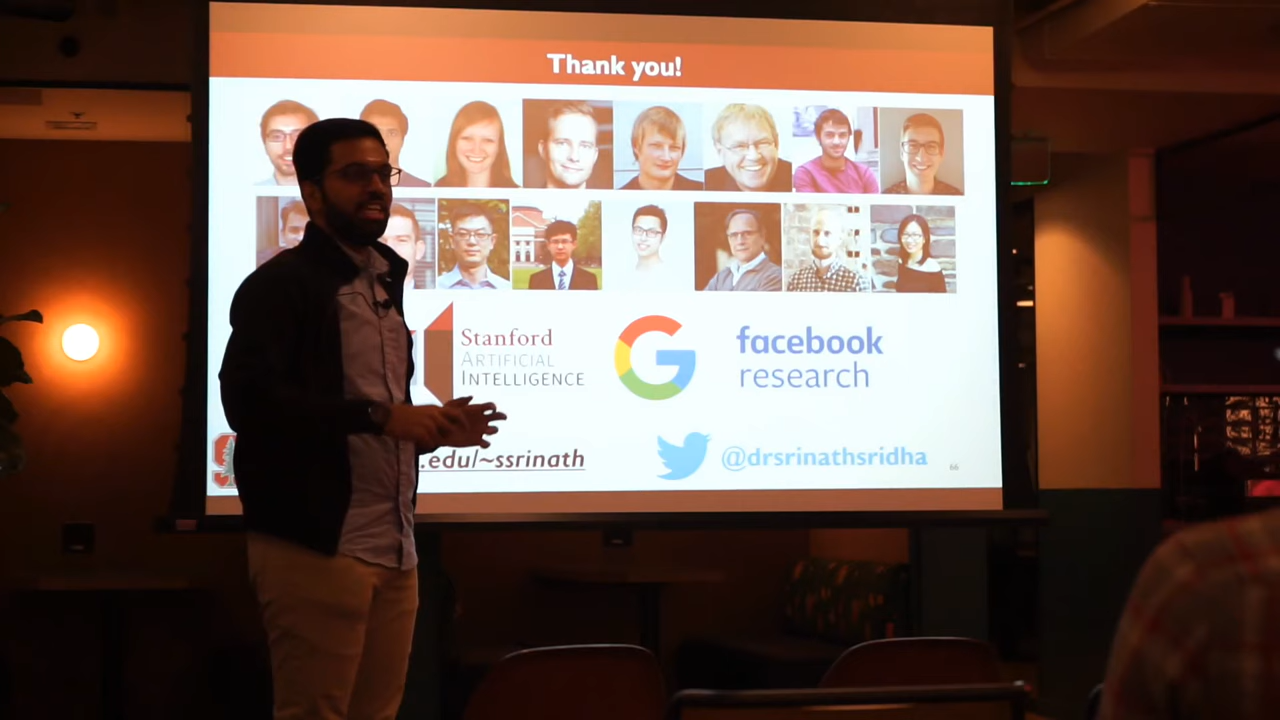 Thank you!
Stanford
ARTIFICIAL
INTELLIGENCE
G
facebook
research
.edu/~ssrinath
@drsrinathsridha
66